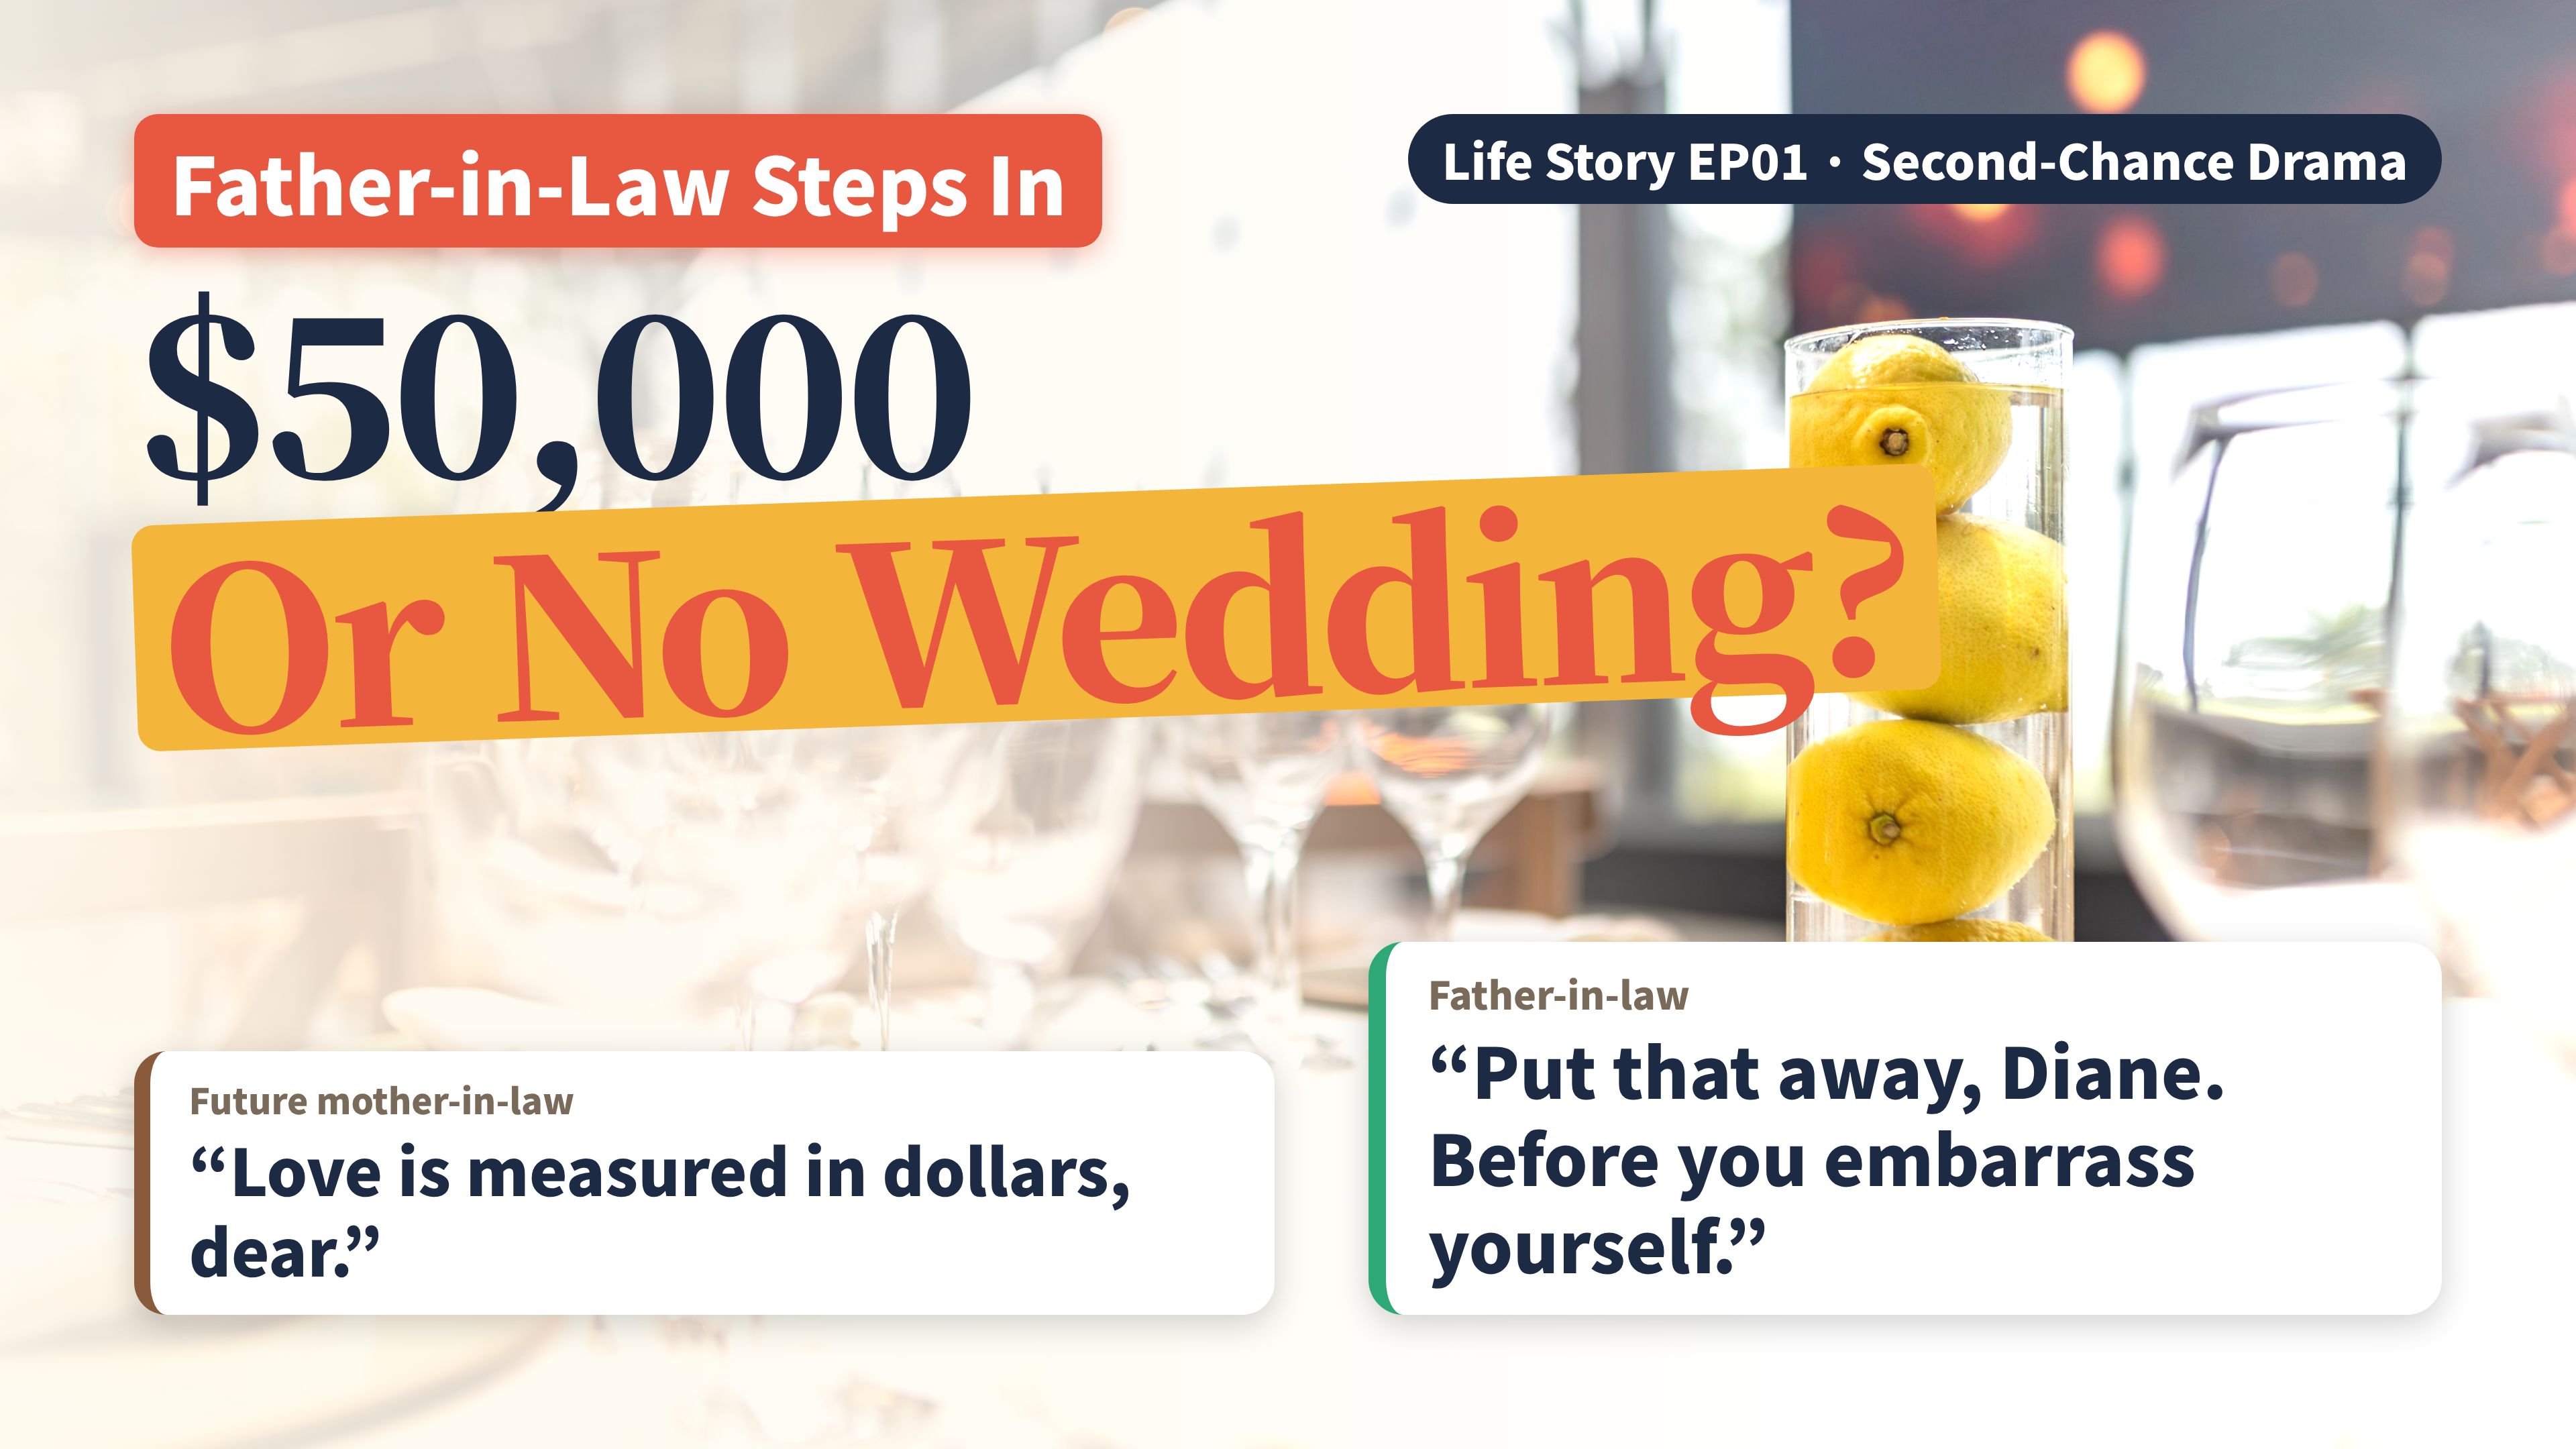 Father-in-Law Steps In
Life Story EP01 · Second-Chance Drama
$50,000
Or No Wedding?
Future mother-in-law
“Love is measured in dollars,
dear.”
Father-in-law
“Put that away, Diane.
Before you embarrass
yourself.”